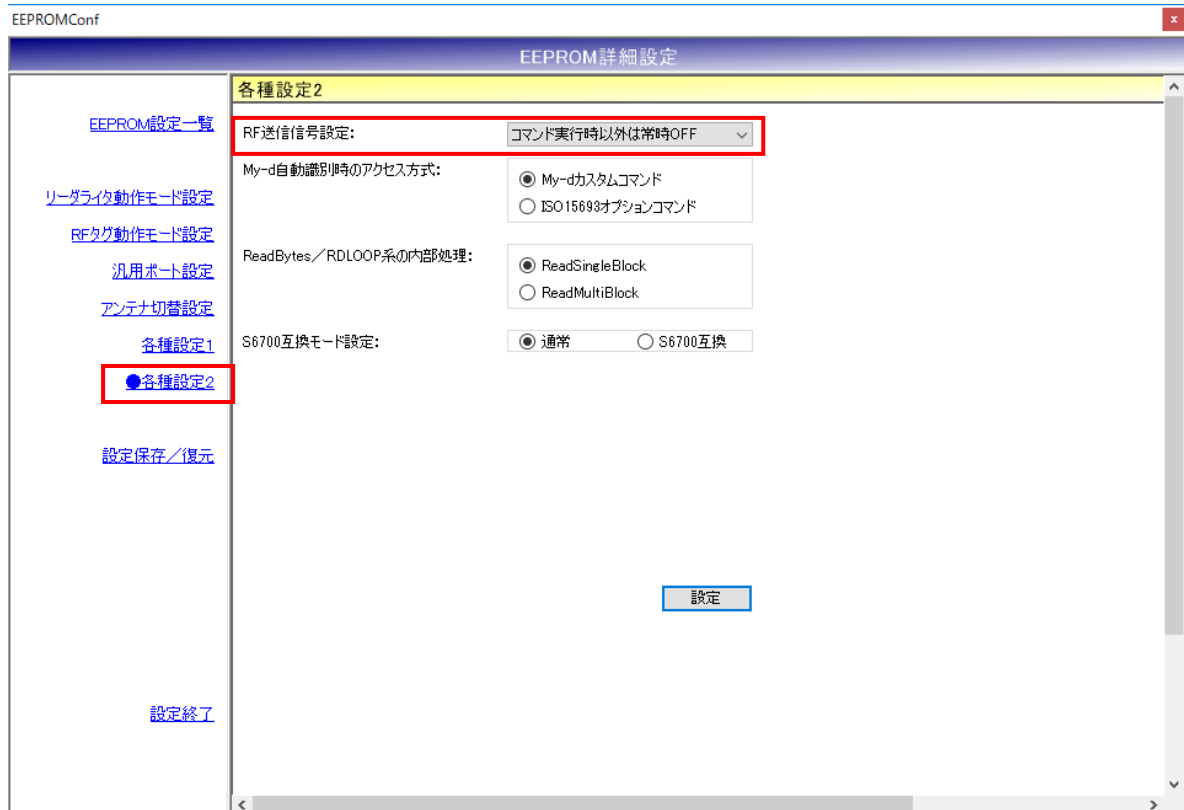 EEPROMConf
x
EEPROM詳細設定
EEPROM設定一覧
リーダライタ動作モード設定
RFタグ動作モード設定
汎用ポート設定
アンテナ切替設定
各種設定1
●各種設定2
設定保存／復元
設定終了
各種設定2
RF送信信号設定:
コマンド実行時以外は常時OFF
My-d自動識別時のアクセス方式:
My-dカスタムコマンド
ISO15693オプションコマンド
ReadBytes／RDLOOP系の内部処理:
ReadSingleBlock
ReadMultiBlock
S6700互換モード設定:
通常 S6700互換
設定